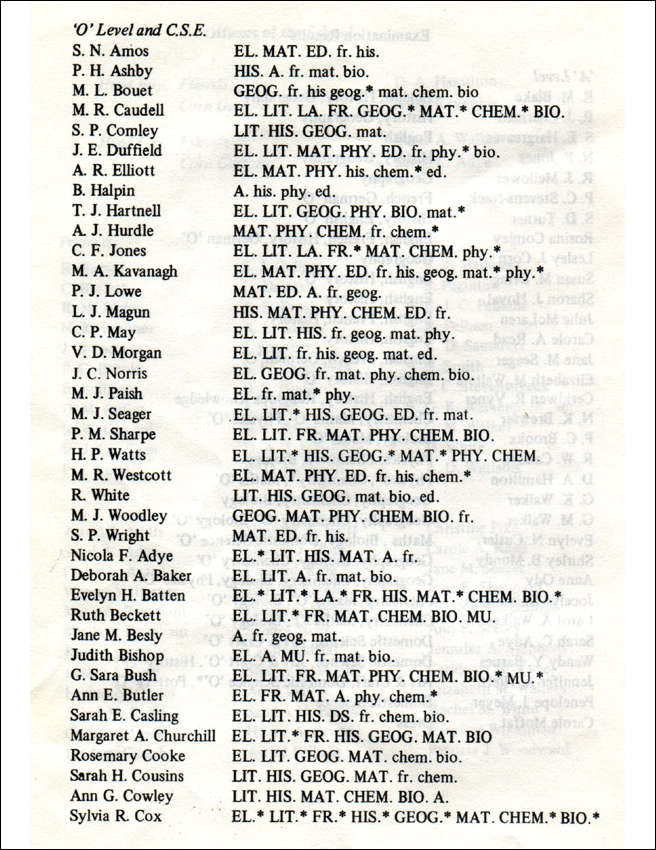 'O' Level and C.S.E.
S. N. Amos EL. MAT. ED. fr. his.
P. H. Ashby HIS. A. fr. mat. bio.
M. L. Bouet GEOG. fr. his geog.* mat. chem. bio
M. R. Caudell EL. LIT. LA. FR. GEOG.* MAT.* CHEM.* BIO.
S. P. Comley LIT. HIS. GEOG. mat.
J. E. Duffield EL. LIT. MAT. PHY. ED. fr. phy.* bio.
A. R. Elliott EL. MAT. PHY. his. chem.* ed.
B. Halpin A. his. phy. ed.
T. J. Hartnell EL. LIT. GEOG. PHY. BIO. mat.*
A. J. Hurdle MAT. PHY. CHEM. fr. chem.*
C. F. Jones EL. LIT. LA. FR.* MAT. CHEM. phy.*
M. A. Kavanagh EL. MAT. PHY. ED. fr. his. geog. mat.* phy.*
P. J. Lowe MAT. ED. A. fr. geog.
L. J. Magun HIS. MAT. PHY. CHEM. ED. fr.
C. P. May EL. LIT. HIS. fr. geog. mat. phy.
V. D. Morgan EL. LIT. fr. his. geog. mat. ed.
J. C. Norris EL. GEOG. fr. mat. phy. chem. bio.
M. J. Paish EL. fr. mat.* phy.
M. J. Seager EL. LIT.* HIS. GEOG. ED. fr. mat.
P. M. Sharpe EL. LIT. FR. MAT. PHY. CHEM. BIO.
H. P. Watts EL. LIT.* HIS. GEOG.* MAT.* PHY. CHEM.
M. R. Westcott EL. MAT. PHY. ED. fr. his. chem.*
R. White LIT. HIS. GEOG. mat. bio. ed.
M. J. Woodley GEOG. MAT. PHY. CHEM. BIO. fr.
S. P. Wright MAT. ED. fr. his.
Nicola F. Adye EL.* LIT. HIS. MAT. A. fr.
Deborah A. Baker EL. LIT. A. fr. mat. bio.
Evelyn H. Batten EL.* LIT.* LA.* FR. HIS. MAT.* CHEM. BIO.*
Ruth Beckett EL. LIT.* FR. MAT. CHEM. BIO. MU.
Jane M. Besly A. fr. geog. mat.
Judith Bishop EL. A. MU. fr. mat. bio.
G. Sara Bush EL. LIT. FR. MAT. PHY. CHEM. BIO.* MU.*
Ann E. Butler EL. FR. MAT. A. phy. chem.*
Sarah E. Casling EL. LIT. HIS. DS. fr. chem. bio.
Margaret A. Churchill EL. LIT.* FR. HIS. GEOG. MAT. BIO
Rosemary Cooke EL. LIT. GEOG. MAT. chem. bio.
Sarah H. Cousins LIT. HIS. GEOG. MAT. fr. chem.
Ann G. Cowley LIT. HIS. MAT. CHEM. BIO. A.
Sylvia R. Cox EL.* LIT.* FR.* HIS.* GEOG.* MAT. CHEM.* BIO.*